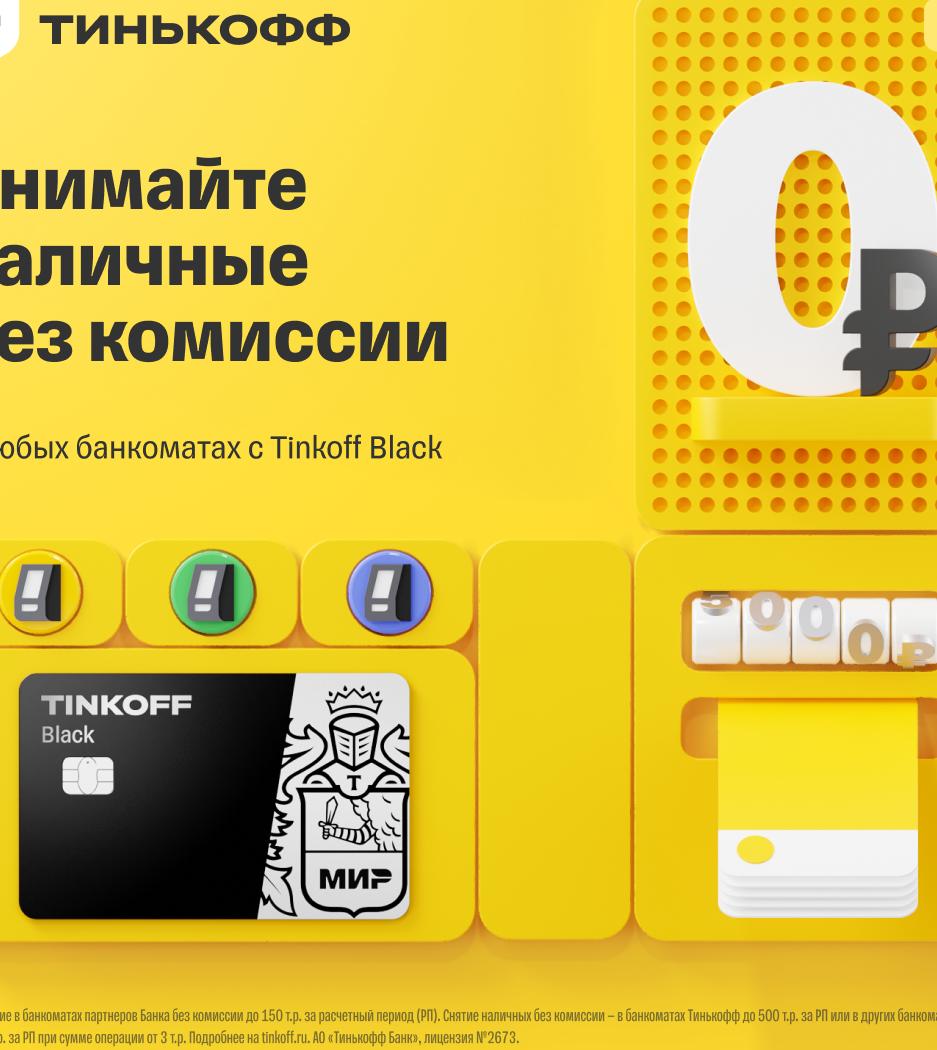 ТИНЬКОФФ
нимайте
аличные
ез комиссии
юбых банкоматах с Tinkoff Black
0 ₽
5000₽
TINKOFF
Black
Т
МИР
ие в банкоматах партнеров Банка без комиссии до 150 т.р. за расчетный период (РП). Снятие наличных без комиссии – в банкоматах Тинькофф до 500 т.р. за РП или в других банкома
р. за РП при сумме операции от 3 т.р. Подробнее на tinkoff.ru. АО «Тинькофф Банк», лицензия №2673.